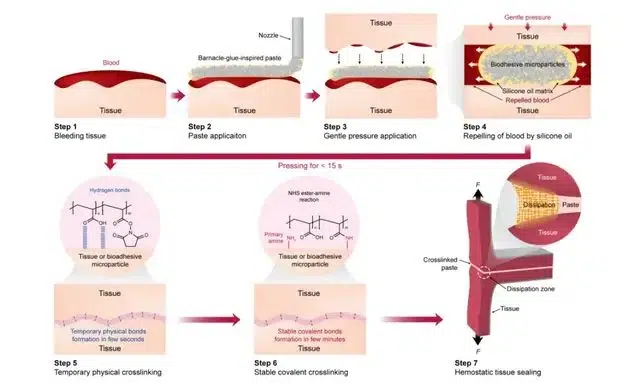 Nozzle
Blood
Tissue
Step 1
Bleeding tissue
Barnacle-glue-inspired paste
Tissue
Step 2
Paste applicaiton
Tissue
Tissue
Step 3
Gentle pressure application
Gentle pressure
Tissue
Biodhesive microparticles
Silicone oil matrix
Repelled blood
Tissue
Step 4
Repelling of blood by silicone oil
Pressing for < 15 s
Hydrogen bonds
O
OH
O
O
O
N
O
O
Tissue or bioadhesive
microparticle
Tissue
Temporary physical bonds
formation in few seconds
Tissue
Step 5
Temporary physical crosslinking
NHS ester-amine
reaction
Primary
amine
NH₂
O
OH
O
NH
Tissue or bioadhesive
microparticle
Tissue
Stable covalent bonds
formation in few minutes
Tissue
Step 6
Stable covalent crosslinking
F
Tissue
Dissipation
Paste
Tissue
Crosslinked
paste
Dissipation zone
Tissue
F
Step 7
Hemostatic tissue sealing